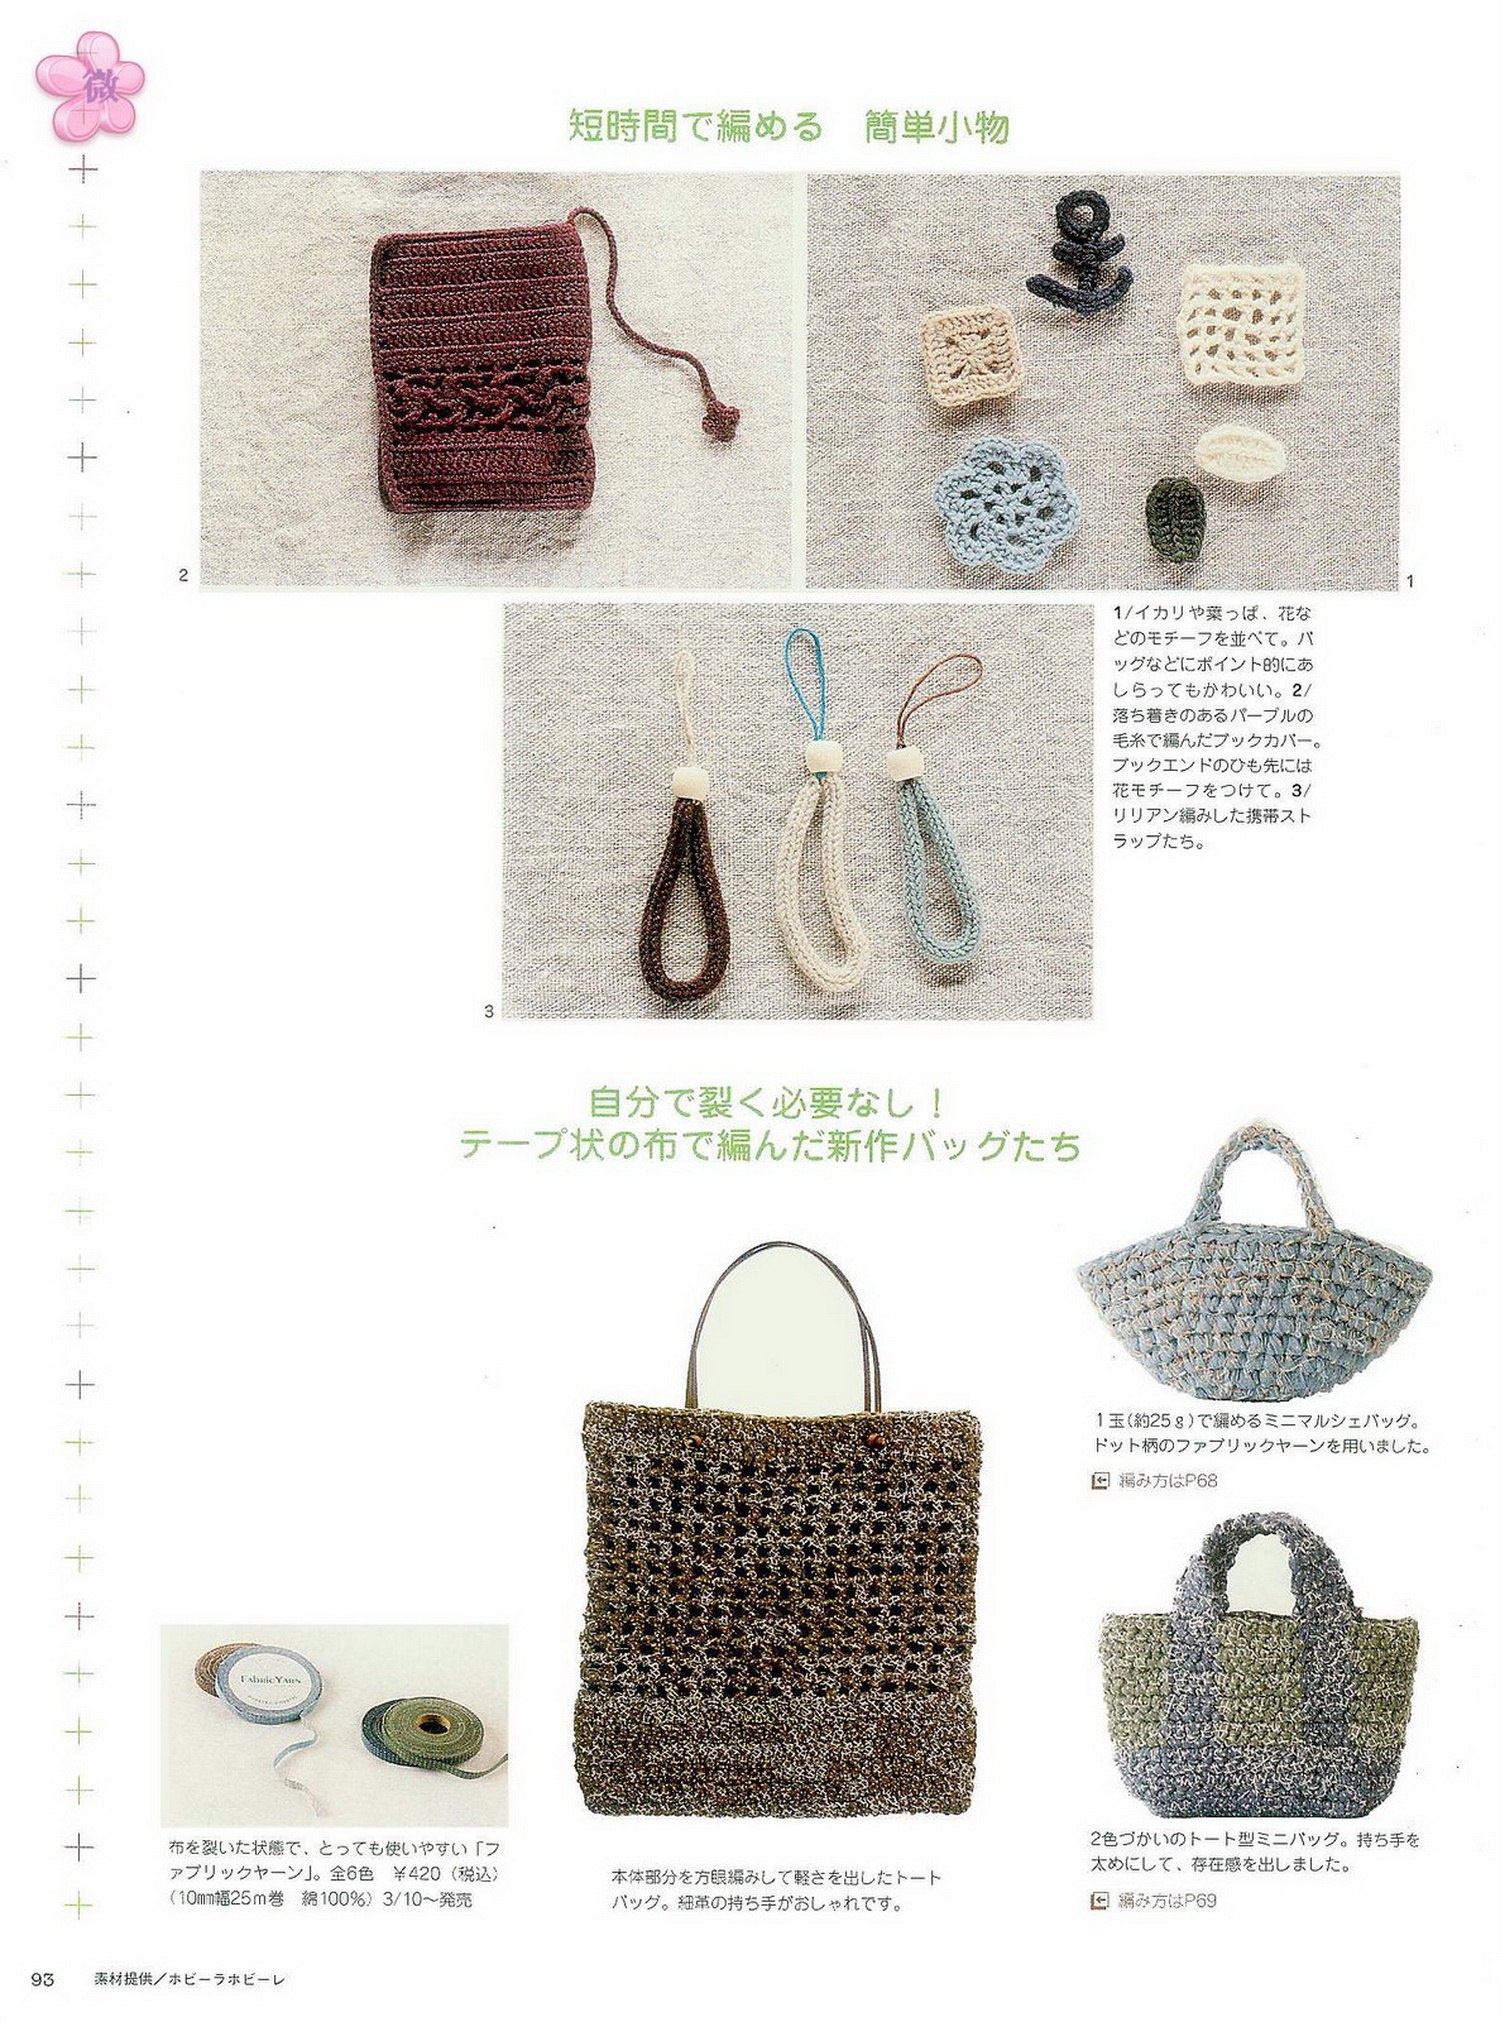 微
短時間で編める　簡単小物
2
1
1/イカリや葉っぱ、花な
どのモチーフを並べて。バ
ッグなどにポイント的にあ
しらってもかわいい。2/
落ち着きのあるパープルの
毛糸で編んだブックカバー。
ブックエンドのひも先には
花モチーフをつけて。3/
リリアン編みした携帯スト
ラップたち。
3
自分で裂く必要なし！
テープ状の布で編んだ新作バッグたち
1玉(約25g)で編めるミニマルシェバッグ。
ドット柄のファブリックヤーンを用いました。
編み方はP68
FabricYarn
布を裂いた状態で、とっても使いやすい「フ
ァブリックヤーン」。全6色　￥420（税込）
（10mm幅25m巻　綿100%）3/10～発売
本体部分を方眼編みして軽さを出したトート
バッグ。細革の持ち手がおしゃれです。
2色づかいのトート型ミニバッグ。持ち手を
太めにして、存在感を出しました。
編み方はP69
93　素材提供／ホビーラホビーレ